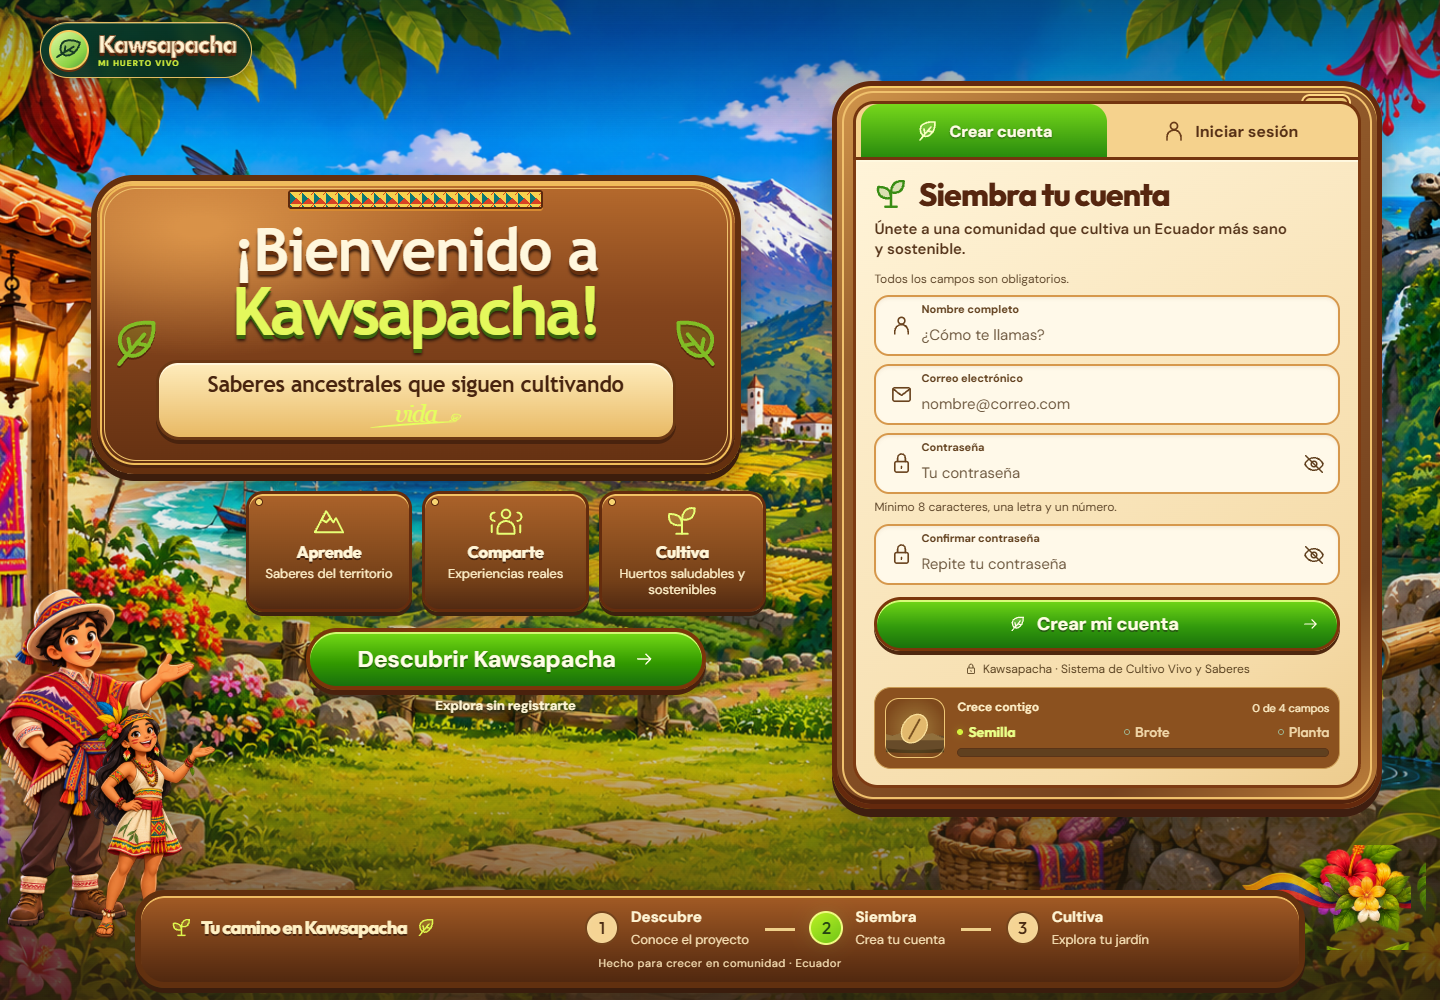 Kawsapacha
MI HUERTO VIVO
¡Bienvenido a
Kawsapacha!
Saberes ancestrales que siguen cultivando
vida
Aprende
Saberes del territorio
Comparte
Experiencias reales
Cultiva
Huertos saludables y
sostenibles
Descubrir Kawsapacha
Explora sin registrarte
Crear cuenta
Iniciar sesión
Siembra tu cuenta
Únete a una comunidad que cultiva un Ecuador más sano
y sostenible.
Todos los campos son obligatorios.
Nombre completo
¿Cómo te llamas?
Correo electrónico
nombre@correo.com
Contraseña
Tu contraseña
Mínimo 8 caracteres, una letra y un número.
Confirmar contraseña
Repite tu contraseña
Crear mi cuenta
Kawsapacha · Sistema de Cultivo Vivo y Saberes
Crece contigo
0 de 4 campos
Semilla
Brote
Planta
Tu camino en Kawsapacha
1
Descubre
Conoce el proyecto
2
Siembra
Crea tu cuenta
3
Cultiva
Explora tu jardín
Hecho para crecer en comunidad · Ecuador